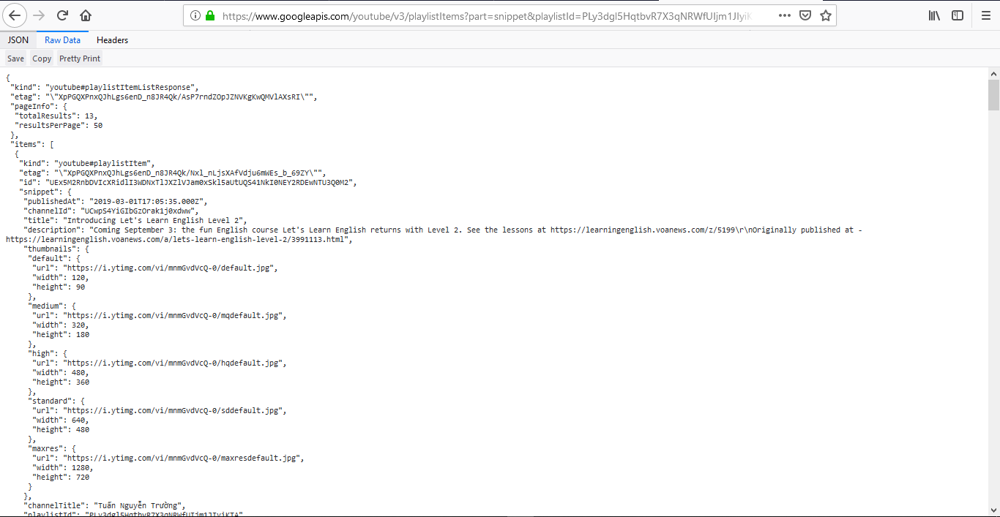 https://www.googleapis.com/youtube/v3/playlistItems?part=snippet&playlistId=PLy3dgl5HqtbvR7X3qNRWfUIjm1JIyiK
JSON Raw Data Headers
Save Copy Pretty Print
{
"kind": "youtube#playlistItemListResponse",
"etag": "\"XpPGQXPnxQJhLgs6enD_n8JR4Qk/AsP7rndZOpJZNVKgKwQMVlAXsRI\"",
"pageInfo": {
"totalResults": 13,
"resultsPerPage": 50
},
"items": [
{
"kind": "youtube#playlistItem",
"etag": "\"XpPGQXPnxQJhLgs6enD_n8JR4Qk/Nxl_nLjsXAfVdju6mWEs_b_69ZY\"",
"id": "UEx5M2RnbDVIcXRidlI3WDNxTlJXZlVJam0xSkl5aUtUQS41NkI0NEY2RDEwNTU3Q0M2",
"snippet": {
"publishedAt": "2019-03-01T17:05:35.000Z",
"channelId": "UCwpS4YiGIbGzOrak1j0xdww",
"title": "Introducing Let's Learn English Level 2",
"description": "Coming September 3: the fun English course Let's Learn English returns with Level 2. See the lessons at https://learningenglish.voanews.com/z/5199\r\nOriginally published at -
https://learningenglish.voanews.com/a/lets-learn-english-level-2/3991113.html",
"thumbnails": {
"default": {
"url": "https://i.ytimg.com/vi/mnmGvdVcQ-0/default.jpg",
"width": 120,
"height": 90
},
"medium": {
"url": "https://i.ytimg.com/vi/mnmGvdVcQ-0/mqdefault.jpg",
"width": 320,
"height": 180
},
"high": {
"url": "https://i.ytimg.com/vi/mnmGvdVcQ-0/hqdefault.jpg",
"width": 480,
"height": 360
},
"standard": {
"url": "https://i.ytimg.com/vi/mnmGvdVcQ-0/sddefault.jpg",
"width": 640,
"height": 480
},
"maxres": {
"url": "https://i.ytimg.com/vi/mnmGvdVcQ-0/maxresdefault.jpg",
"width": 1280,
"height": 720
}
},
"channelTitle": "Tuấn Nguyễn Trường",
"playlistId": "PLy3dgl5HqtbvR7X3qNRWfUIjm1JIyiKTA"